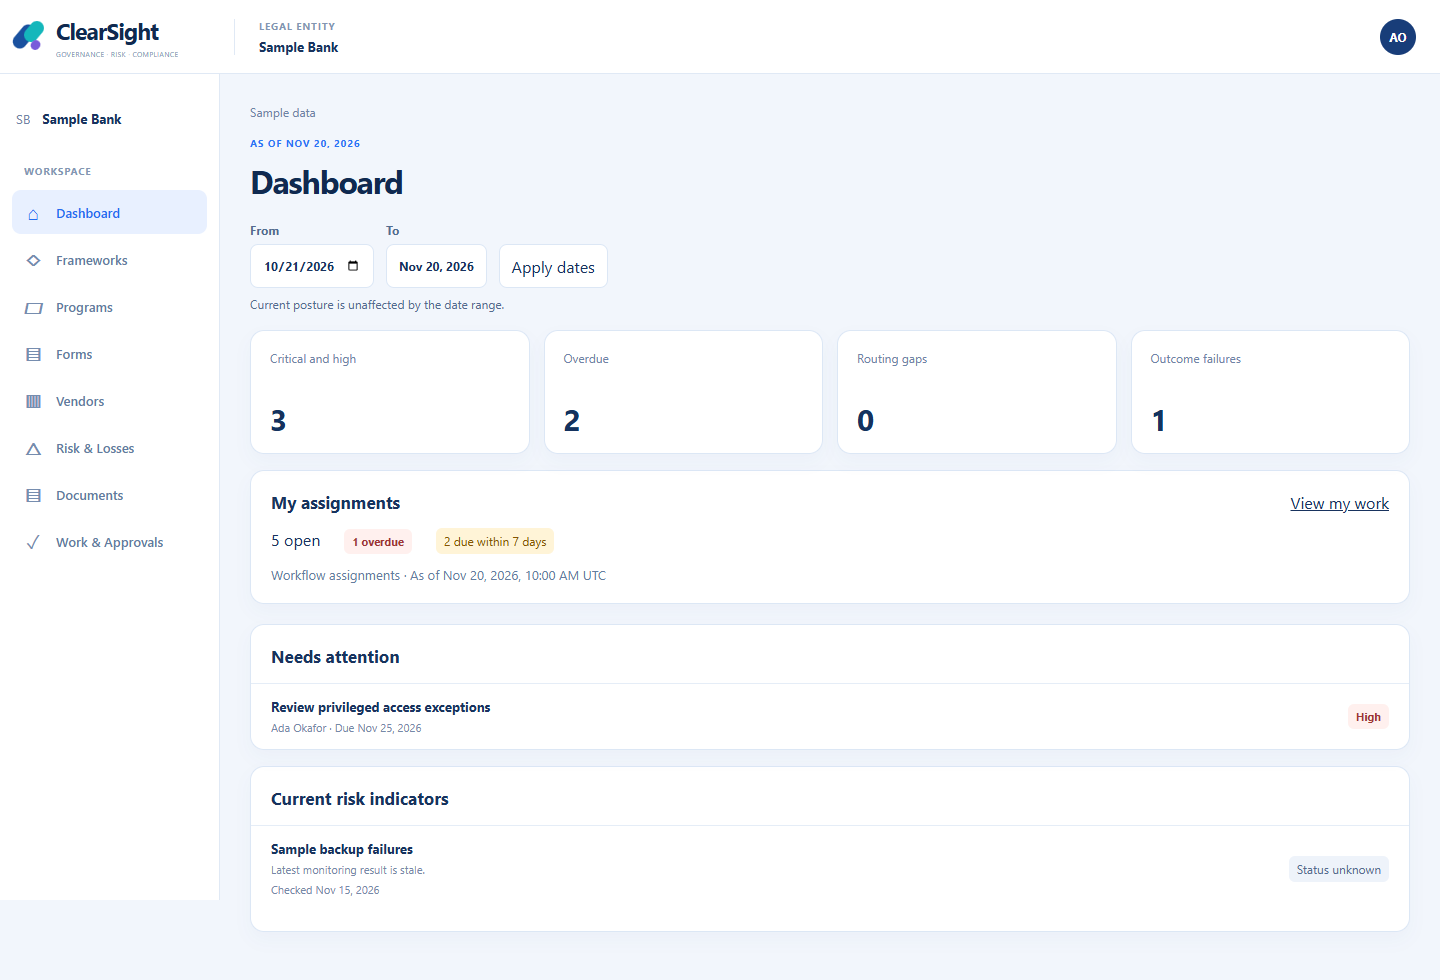 ClearSight
GOVERNANCE · RISK · COMPLIANCE
LEGAL ENTITY
Sample Bank
AO
SB Sample Bank
WORKSPACE
Dashboard
Frameworks
Programs
Forms
Vendors
Risk & Losses
Documents
Work & Approvals
Sample data
AS OF NOV 20, 2026
Dashboard
From To
10/21/2026 Nov 20, 2026 Apply dates
Current posture is unaffected by the date range.
Critical and high
3
Overdue
2
Routing gaps
0
Outcome failures
1
My assignments View my work
5 open 1 overdue 2 due within 7 days
Workflow assignments · As of Nov 20, 2026, 10:00 AM UTC
Needs attention
Review privileged access exceptions
Ada Okafor · Due Nov 25, 2026
High
Current risk indicators
Sample backup failures
Latest monitoring result is stale.
Checked Nov 15, 2026
Status unknown